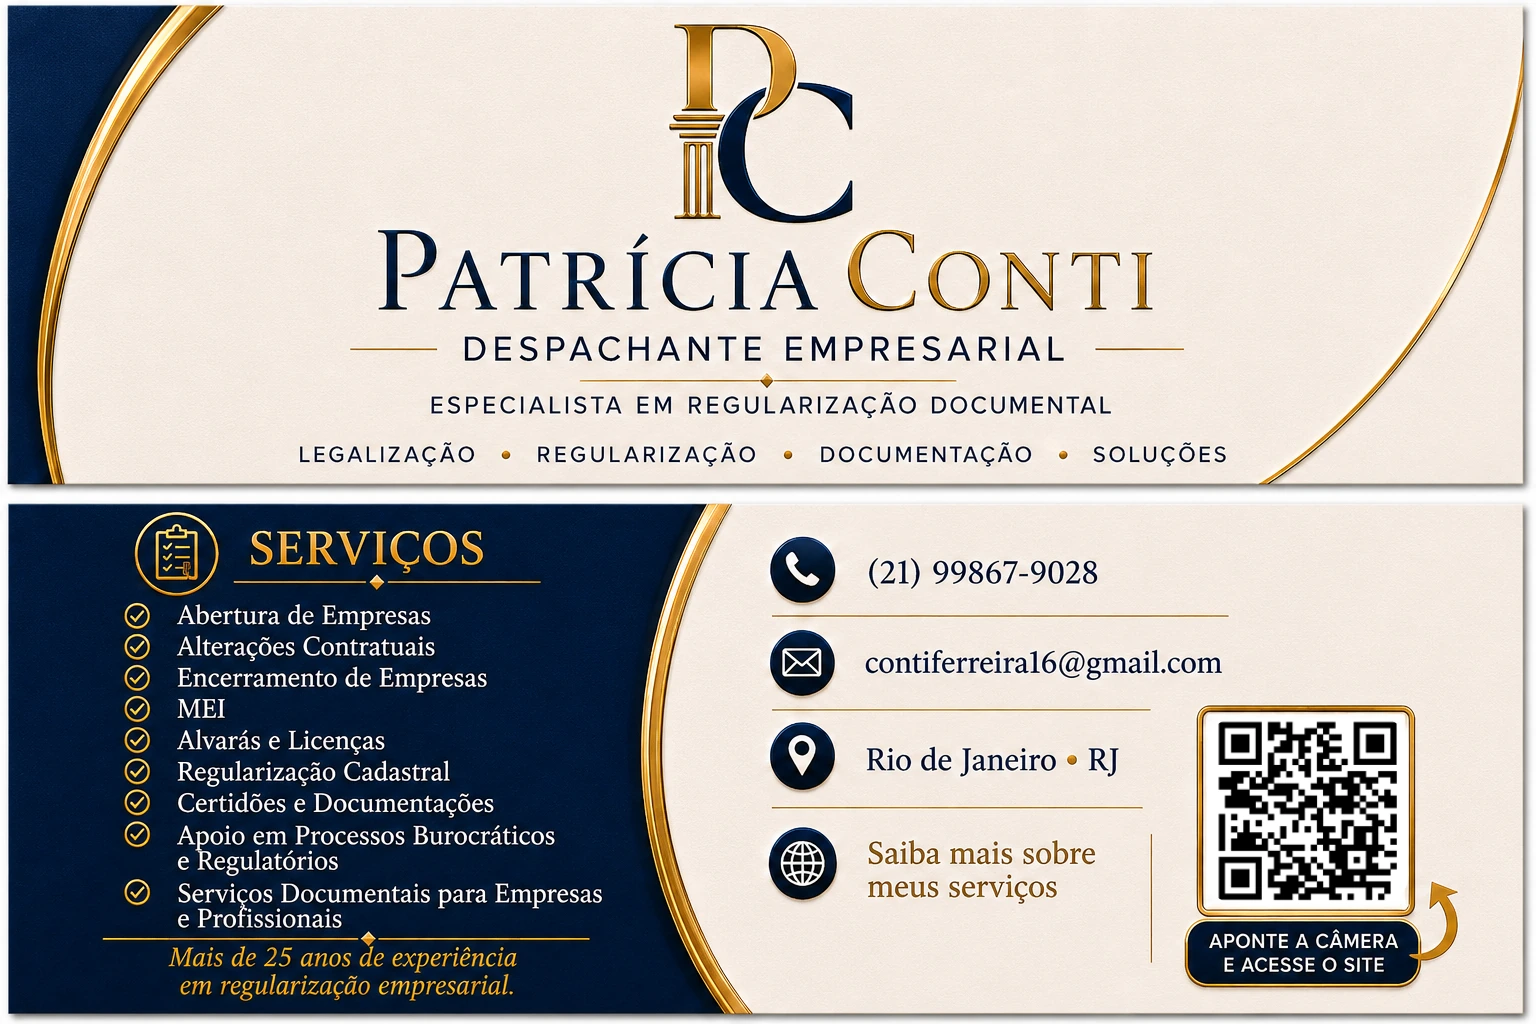 PC
PATRÍCIA CONTI
DESPACHANTE EMPRESARIAL
ESPECIALISTA EM REGULARIZAÇÃO DOCUMENTAL
LEGALIZAÇÃO • REGULARIZAÇÃO • DOCUMENTAÇÃO • SOLUÇÕES
SERVIÇOS
Abertura de Empresas
Alterações Contratuais
Encerramento de Empresas
MEI
Alvarás e Licenças
Regularização Cadastral
Certidões e Documentações
Apoio em Processos Burocráticos
e Regulatórios
Serviços Documentais para Empresas
e Profissionais
Mais de 25 anos de experiência
em regularização empresarial.
(21) 99867-9028
contiferreira16@gmail.com
Rio de Janeiro • RJ
Saiba mais sobre
meus serviços
APONTE A CÂMERA
E ACESSE O SITE